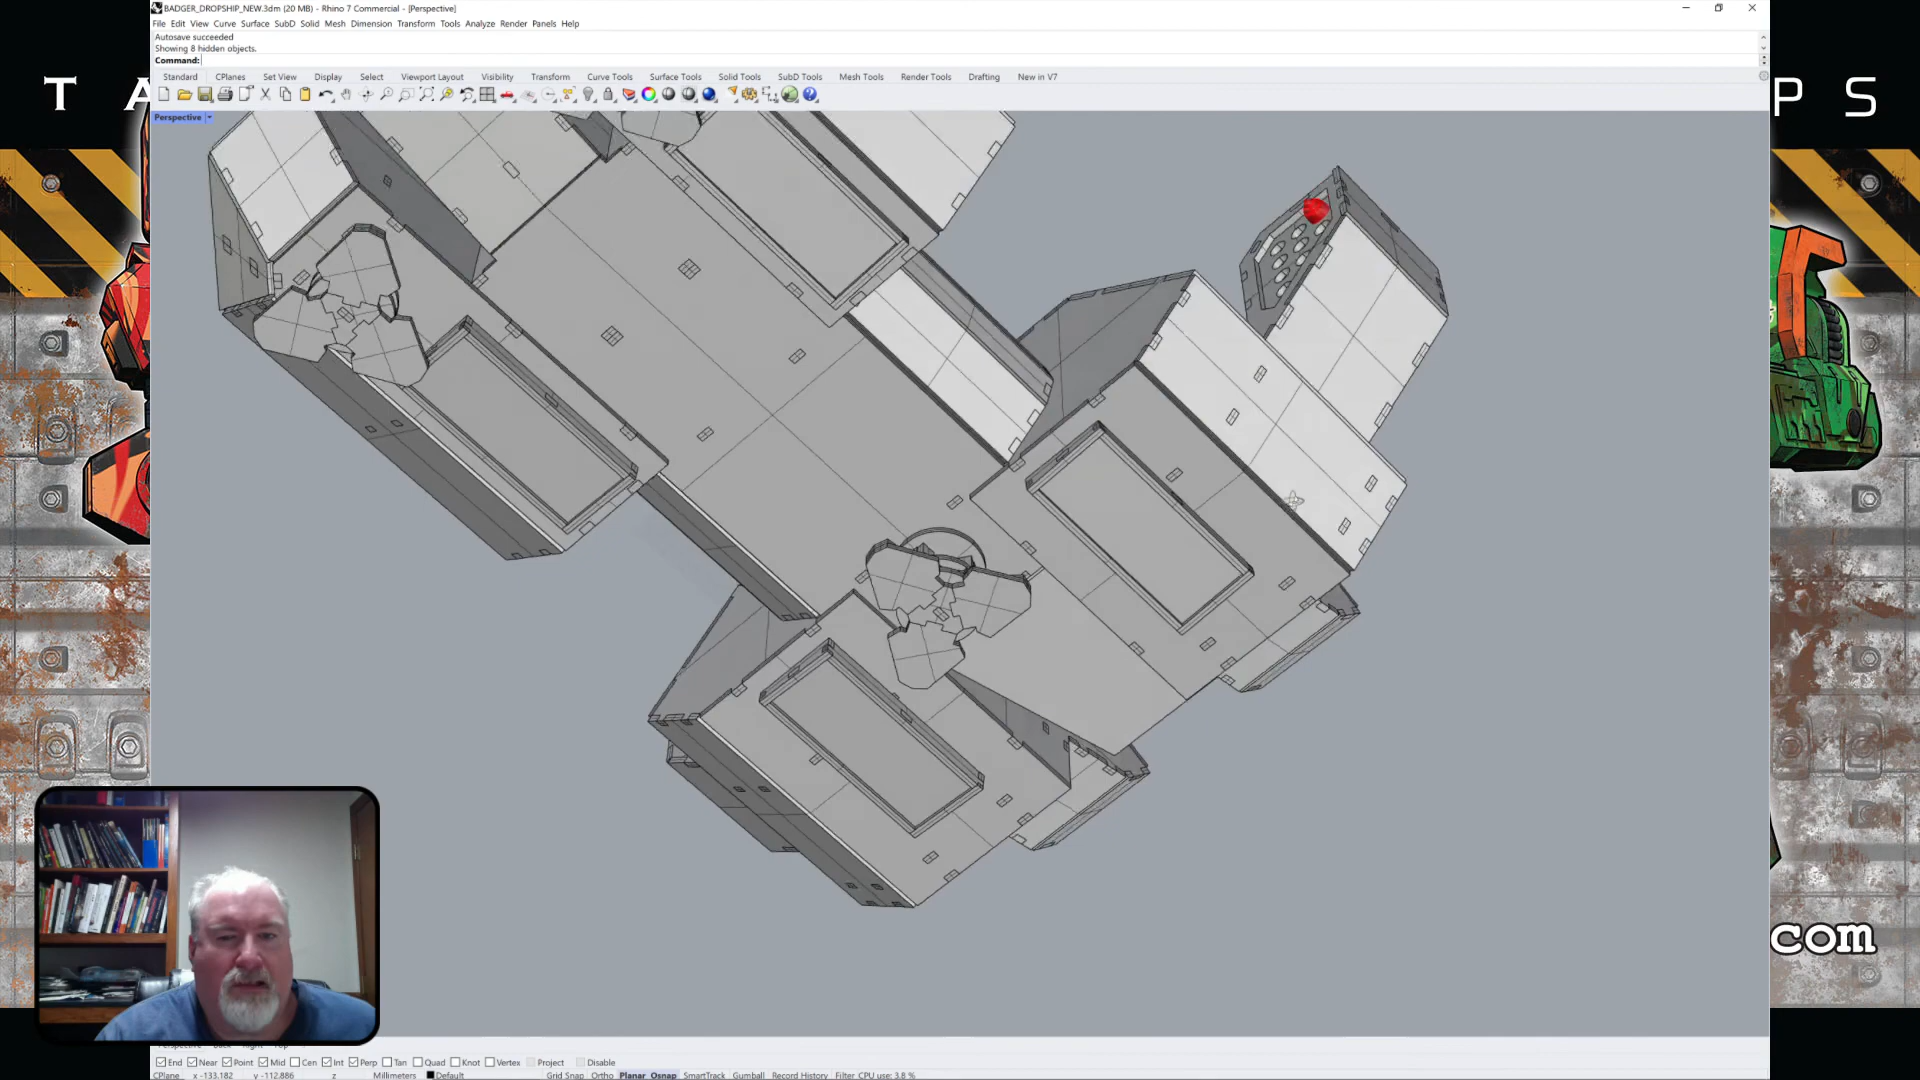 BADGER_DROPSHIP_NEW.3dm (20 MB) - Rhino 7 Commercial - [Perspective]
File Edit View Curve Surface SubD Solid Mesh Dimension Transform Tools Analyze Render Panels Help
Autosave succeeded
Showing 8 hidden objects.
Command:
Standard CPlanes Set View Display Select Viewport Layout Visibility Transform Curve Tools Surface Tools Solid Tools SubD Tools Mesh Tools Render Tools Drafting New in V7
T A
P S
Perspective
com
End Near Point Mid Cen Int Perp Tan Quad Knot Vertex Project Disable
CPlane x -133.182 y -112.886 z Millimeters Default Grid Snap Ortho Planar Osnap SmartTrack Gumball Record History Filter CPU use: 3.8 %